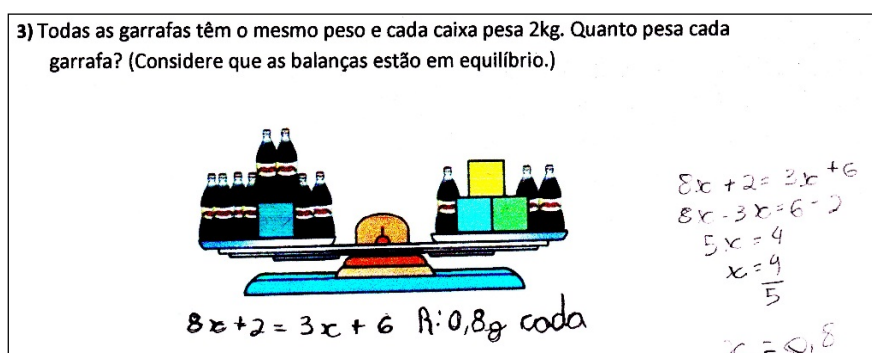 3) Todas as garrafas têm o mesmo peso e cada caixa pesa 2kg. Quanto pesa cada
garrafa? (Considere que as balanças estão em equilíbrio.)
8x + 2 = 3x + 6
8x - 3x = 6 - 2
5x = 4
x = 4
5
x = 0,8
8x + 2 = 3x + 6 R: 0,8g cada